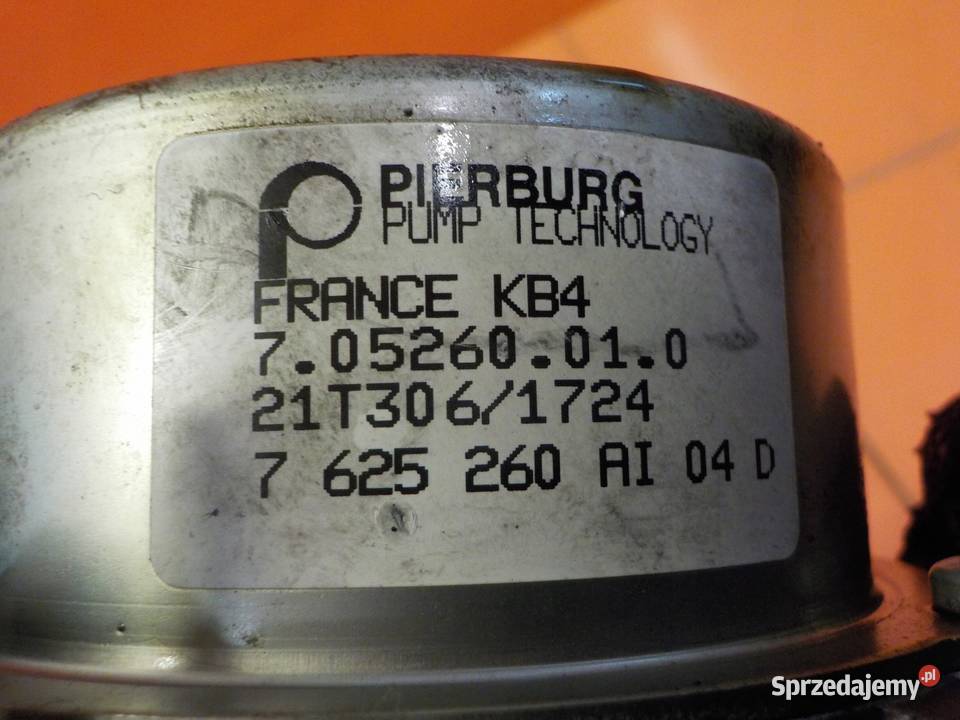 PIERBURG
PUMP TECHNOLOGY
FRANCE KB4
7.05260.01.0
21T306/1724
7 625 260 AI 04 D
Sprzedajemy.pl